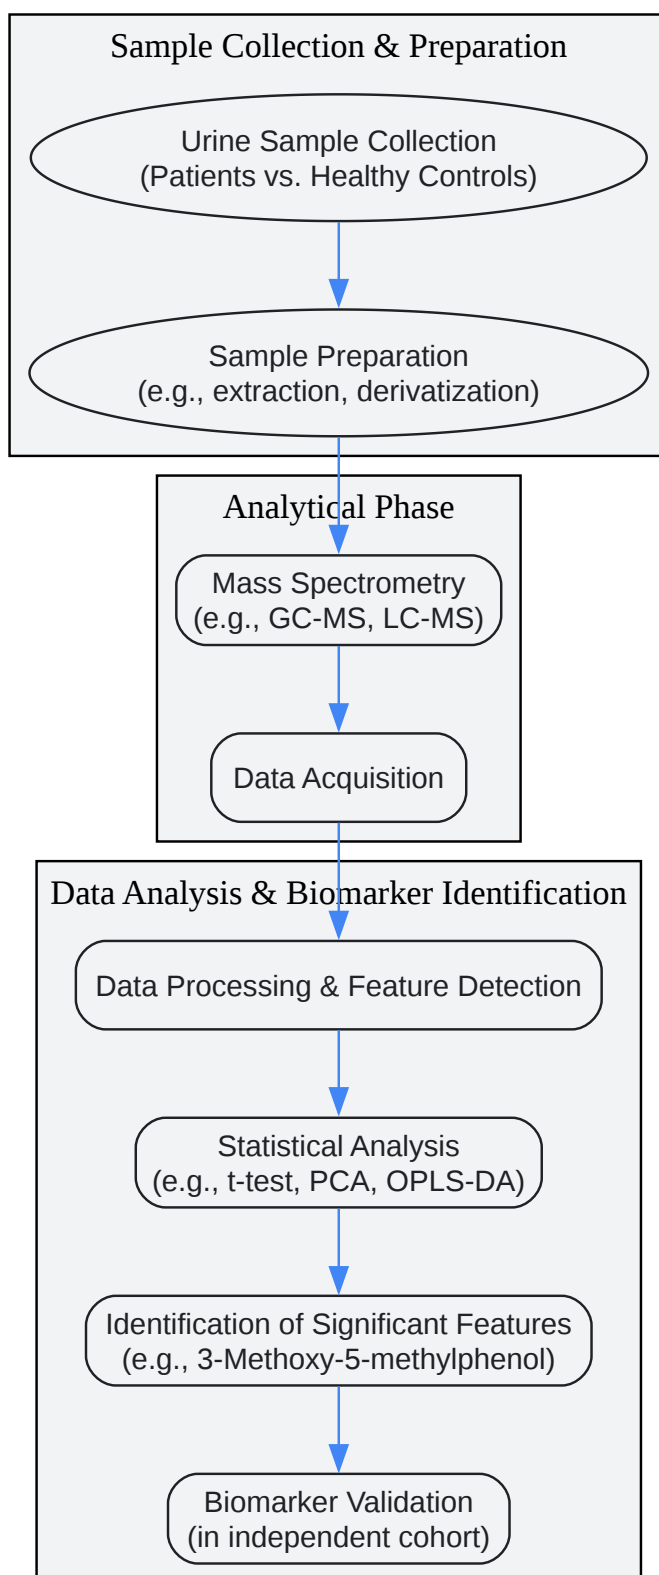 Sample Collection & Preparation
Urine Sample Collection
(Patients vs. Healthy Controls)
Sample Preparation
(e.g., extraction, derivatization)
Analytical Phase
Mass Spectrometry
(e.g., GC-MS, LC-MS)
Data Acquisition
Data Analysis & Biomarker Identification
Data Processing & Feature Detection
Statistical Analysis
(e.g., t-test, PCA, OPLS-DA)
Identification of Significant Features
(e.g., 3-Methoxy-5-methylphenol)
Biomarker Validation
(in independent cohort)